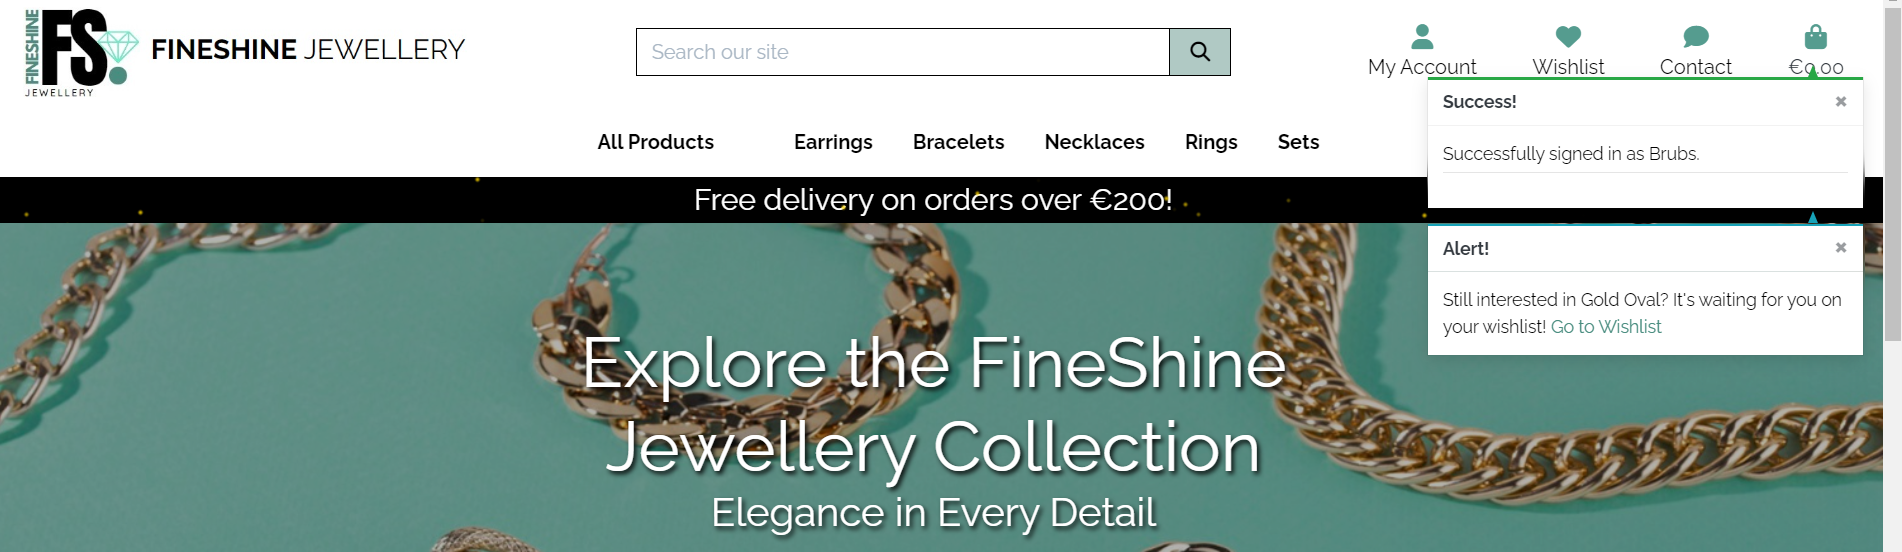 FINESHINE
FS
JEWELLERY
FINESHINE JEWELLERY
Search our site
My Account
Wishlist
Contact
€0.00
Success!
Successfully signed in as Brubs.
All Products
Earrings
Bracelets
Necklaces
Rings
Sets
Free delivery on orders over €200!
Alert!
Still interested in Gold Oval? It's waiting for you on
your wishlist! Go to Wishlist
Explore the FineShine
Jewellery Collection
Elegance in Every Detail